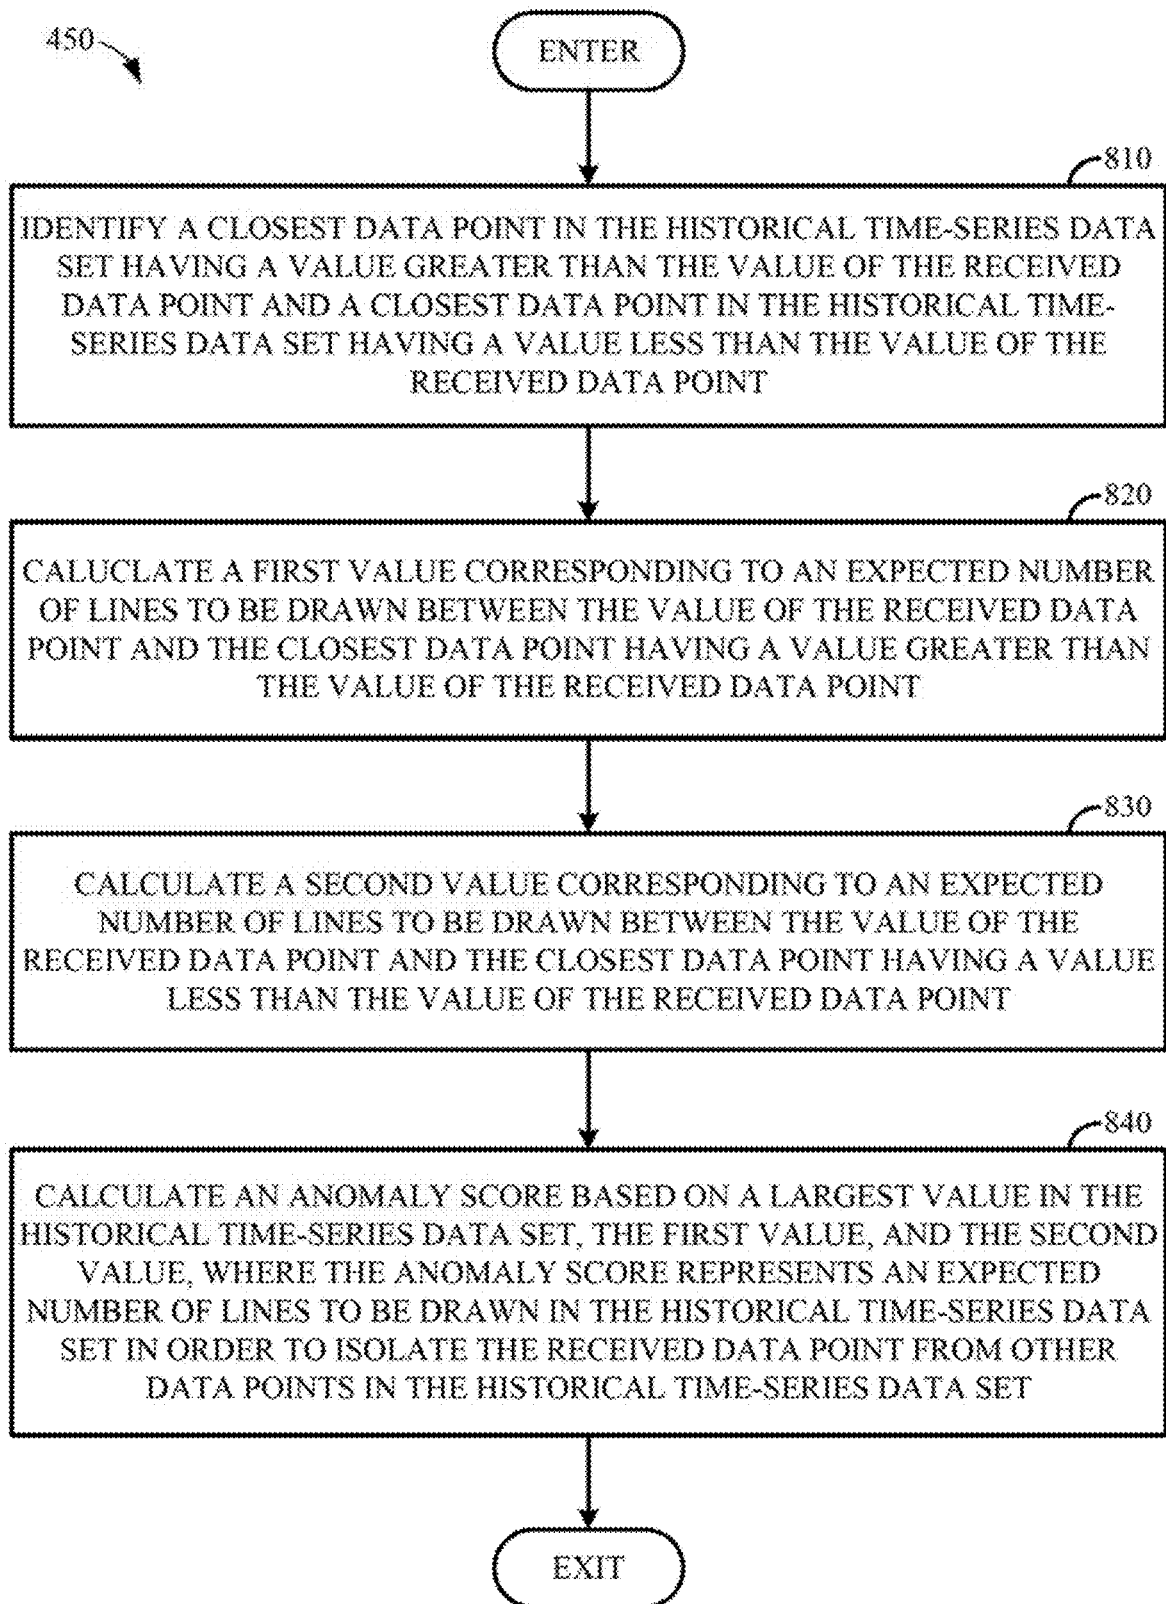 450
ENTER
810
IDENTIFY A CLOSEST DATA POINT IN THE HISTORICAL TIME-SERIES DATA
SET HAVING A VALUE GREATER THAN THE VALUE OF THE RECEIVED
DATA POINT AND A CLOSEST DATA POINT IN THE HISTORICAL TIME-
SERIES DATA SET HAVING A VALUE LESS THAN THE VALUE OF THE
RECEIVED DATA POINT
820
CALUCLATE A FIRST VALUE CORRESPONDING TO AN EXPECTED NUMBER
OF LINES TO BE DRAWN BETWEEN THE VALUE OF THE RECEIVED DATA
POINT AND THE CLOSEST DATA POINT HAVING A VALUE GREATER THAN
THE VALUE OF THE RECEIVED DATA POINT
830
CALCULATE A SECOND VALUE CORRESPONDING TO AN EXPECTED
NUMBER OF LINES TO BE DRAWN BETWEEN THE VALUE OF THE
RECEIVED DATA POINT AND THE CLOSEST DATA POINT HAVING A VALUE
LESS THAN THE VALUE OF THE RECEIVED DATA POINT
840
CALCULATE AN ANOMALY SCORE BASED ON A LARGEST VALUE IN THE
HISTORICAL TIME-SERIES DATA SET, THE FIRST VALUE, AND THE SECOND
VALUE, WHERE THE ANOMALY SCORE REPRESENTS AN EXPECTED
NUMBER OF LINES TO BE DRAWN IN THE HISTORICAL TIME-SERIES DATA
SET IN ORDER TO ISOLATE THE RECEIVED DATA POINT FROM OTHER
DATA POINTS IN THE HISTORICAL TIME-SERIES DATA SET
EXIT